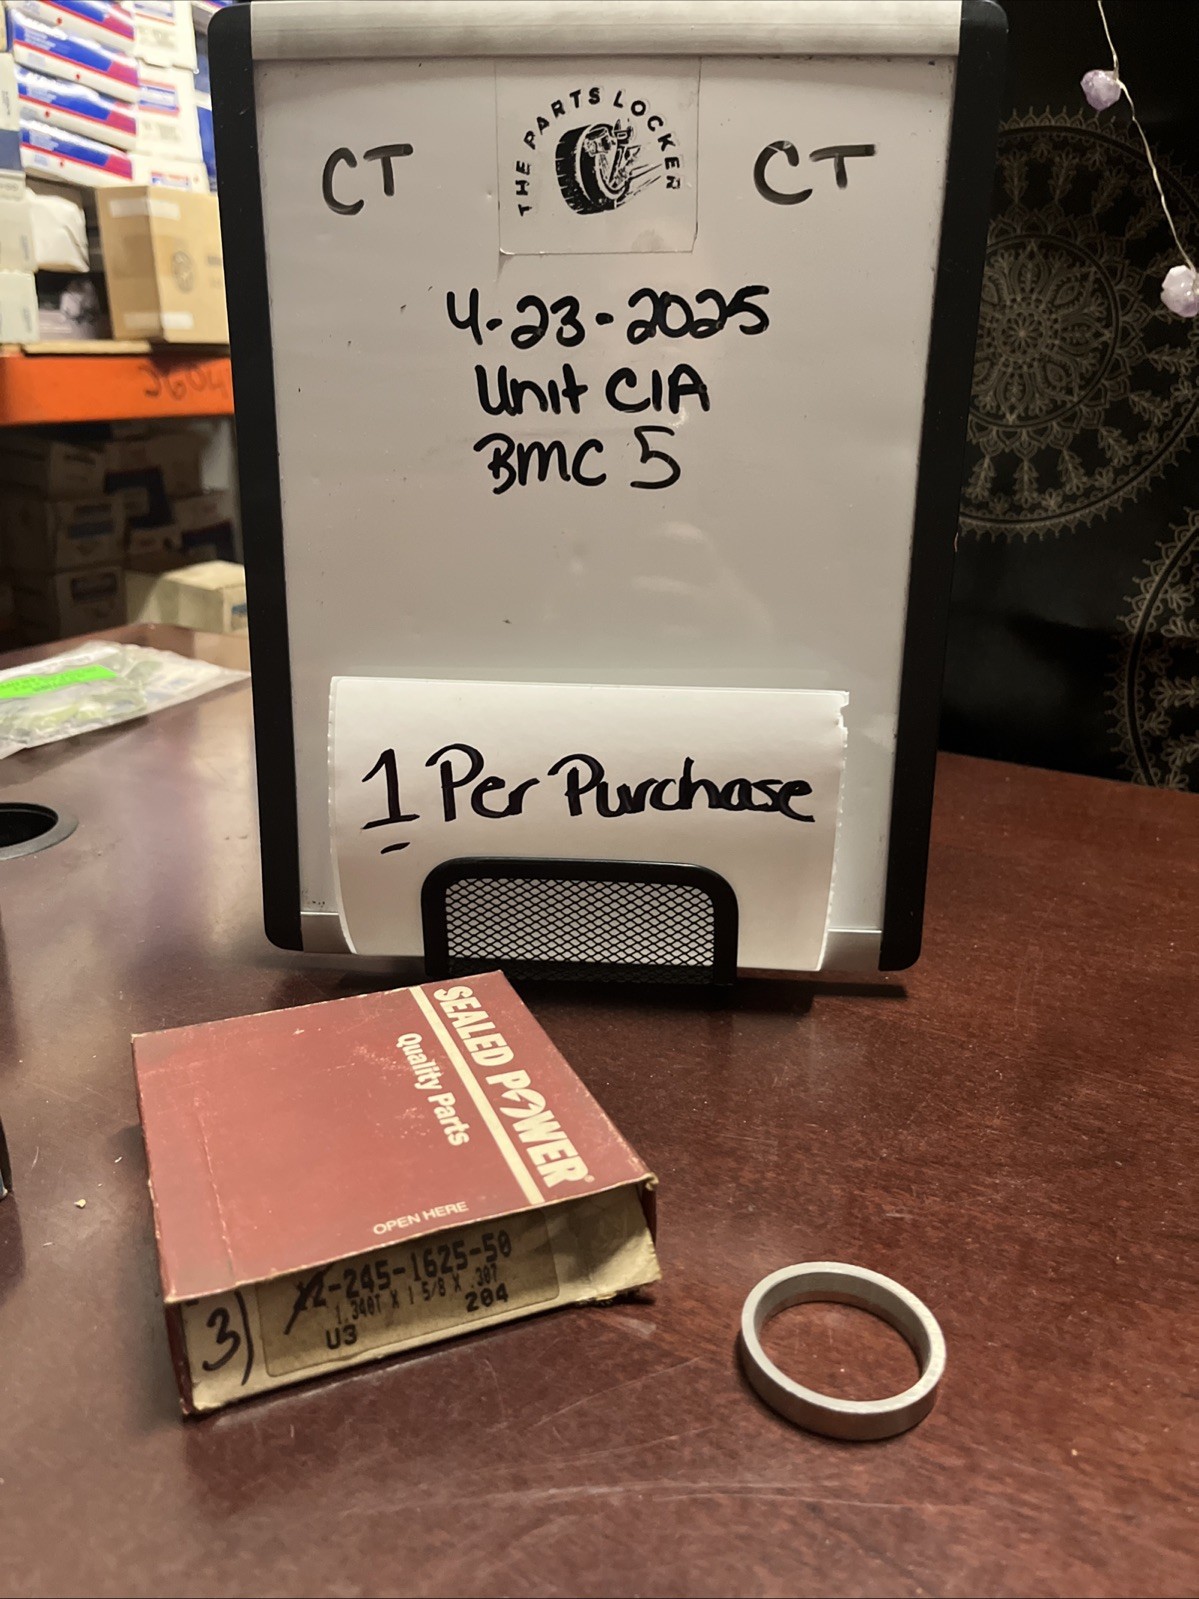 THE PARTS LOCKER
CT
CT
4-23-2025
Unit C1A
BMC 5
1 Per Purchase
SEALED POWER
Quality Parts
OPEN HERE
2-245-1625-50
1.340T X 1 5/8 X .307
U3 204
3)